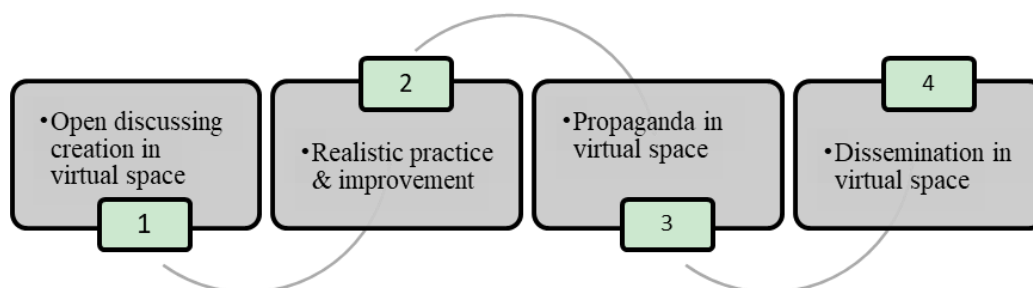 •Open discussing
creation in
virtual space
1
2
•Realistic practice
& improvement
•Propaganda in
virtual space
3
4
•Dissemination in
virtual space